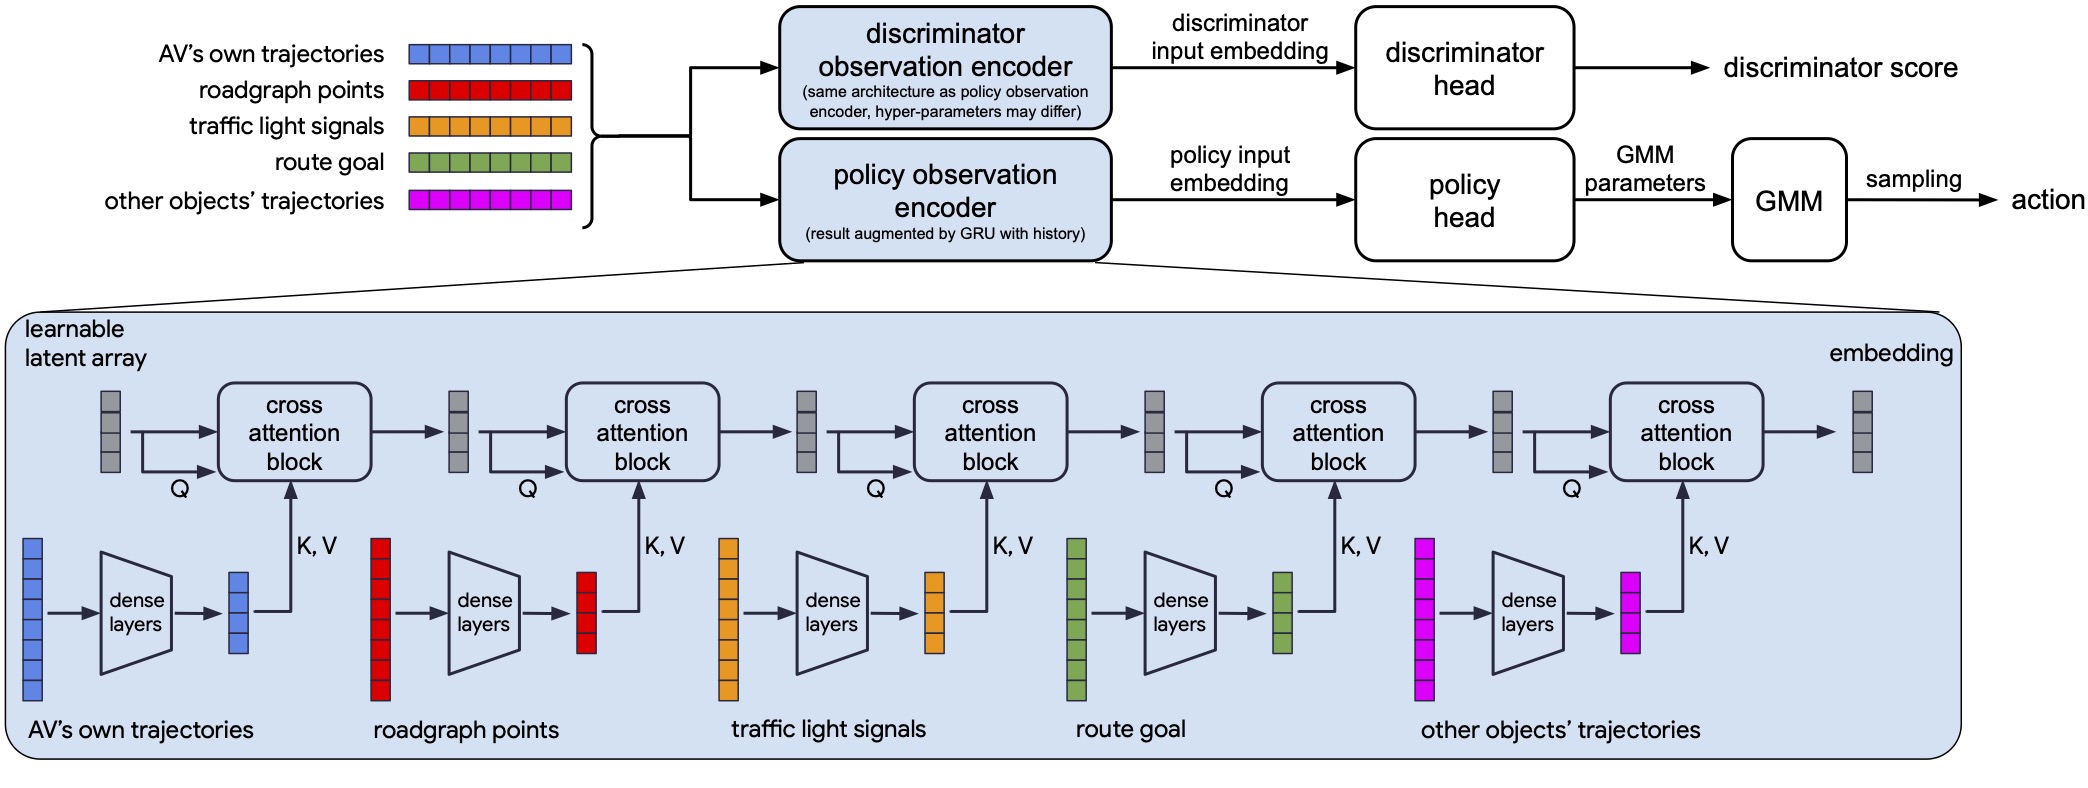 AV's own trajectories
roadgraph points
traffic light signals
route goal
other objects' trajectories
discriminator
observation encoder
(same architecture as policy observation
encoder, hyper-parameters may differ)
discriminator
input embedding
discriminator
head
discriminator score
policy observation
encoder
(result augmented by GRU with history)
policy input
embedding
policy
head
GMM
parameters
GMM
sampling
action
learnable
latent array
embedding
cross
attention
block
Q
K, V
dense
layers
AV's own trajectories
cross
attention
block
Q
K, V
dense
layers
roadgraph points
cross
attention
block
Q
K, V
dense
layers
traffic light signals
cross
attention
block
Q
K, V
dense
layers
route goal
cross
attention
block
Q
K, V
dense
layers
other objects' trajectories